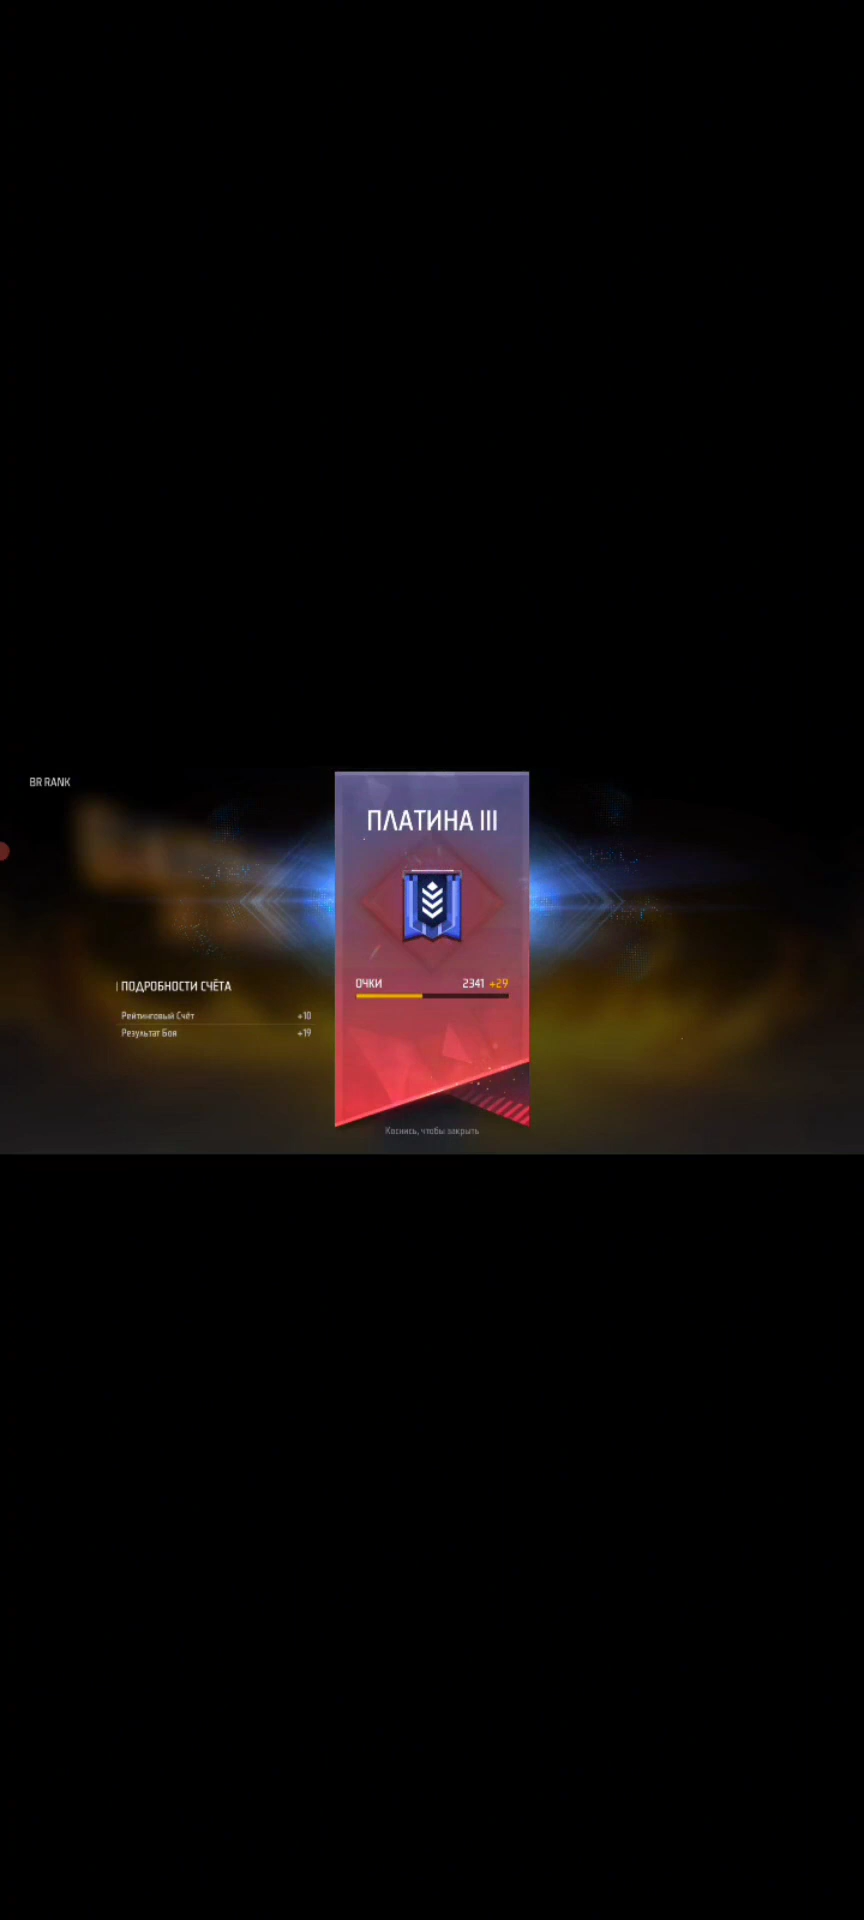 BR RANK
ПЛАТИНА III
ОЧКИ 2341 +29
| ПОДРОБНОСТИ СЧЁТА
Рейтинговый Счёт +10
Результат Боя +19
Коснись, чтобы закрыть